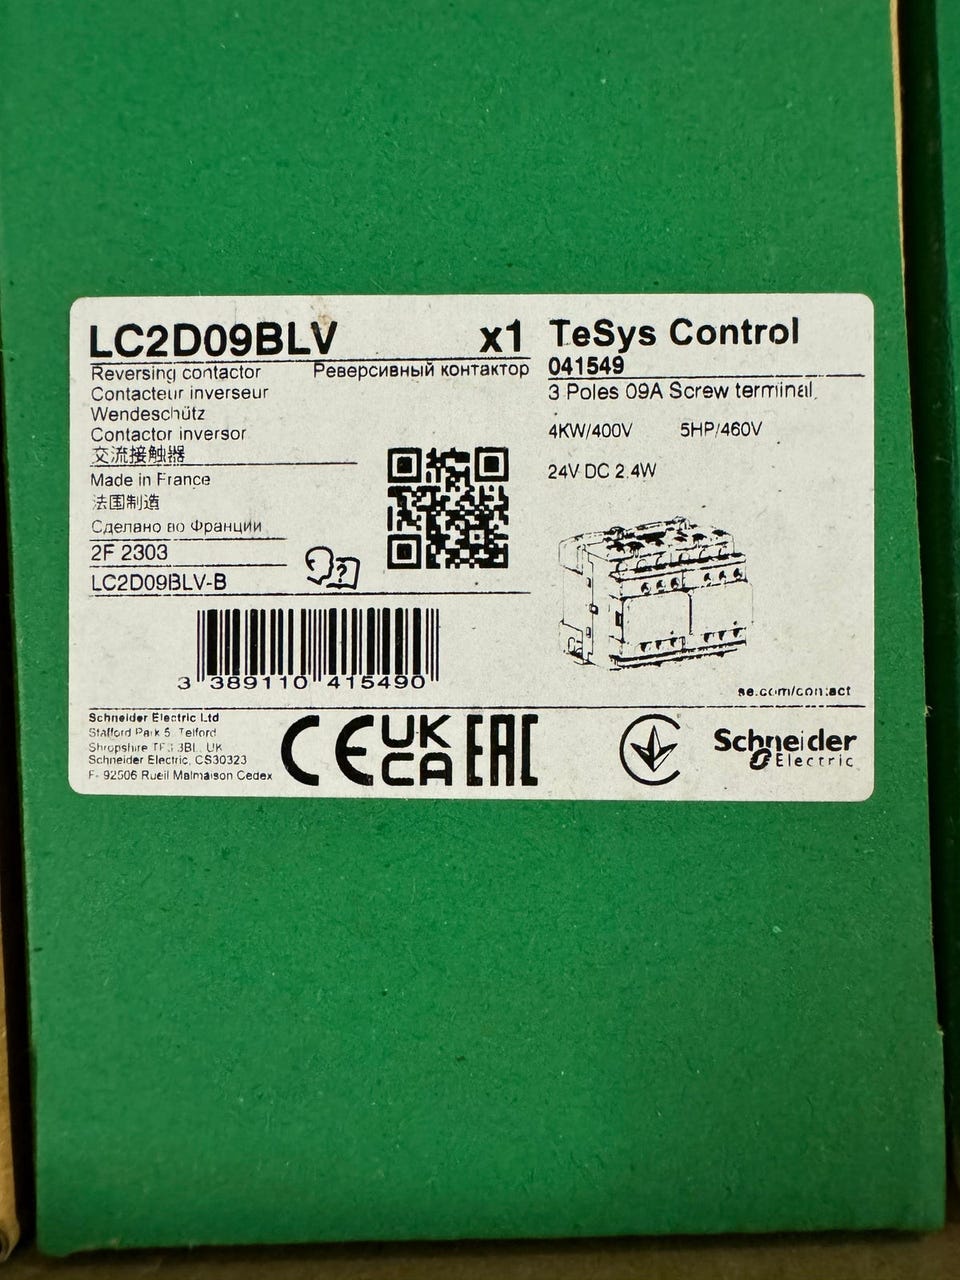 LC2D09BLV x1
Reversing contactor Реверсивный контактор
Contacteur inverseur
Wendeschütz
Contactor inversor
交流接触器
Made in France
法国制造
Сделано во Франции
2F 2303
LC2D09BLV-B
3 389110 415490
TeSys Control
041549
3 Poles 09A Screw terminal
4KW/400V 5HP/460V
24V DC 2.4W
?
se.com/contact
Schneider Electric Ltd
Stafford Park 5, Telford
Shropshire 3BL, UK
Schneider Electric, CS30323
F- 92506 Rueil Malmaison Cedex
CE UKCA EAC
Schneider
Electric